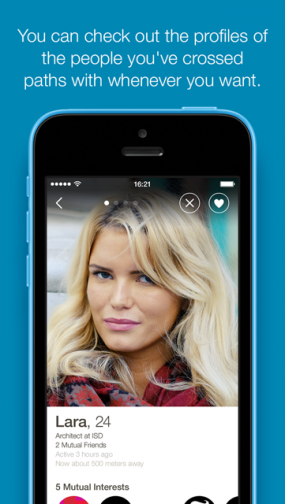 You can check out the profiles of
the people you've crossed
paths with whenever you want.
16:21
Lara, 24
Architect at ISD
2 Mutual Friends
Active 3 hours ago
Now about 500 meters away
5 Mutual Interests